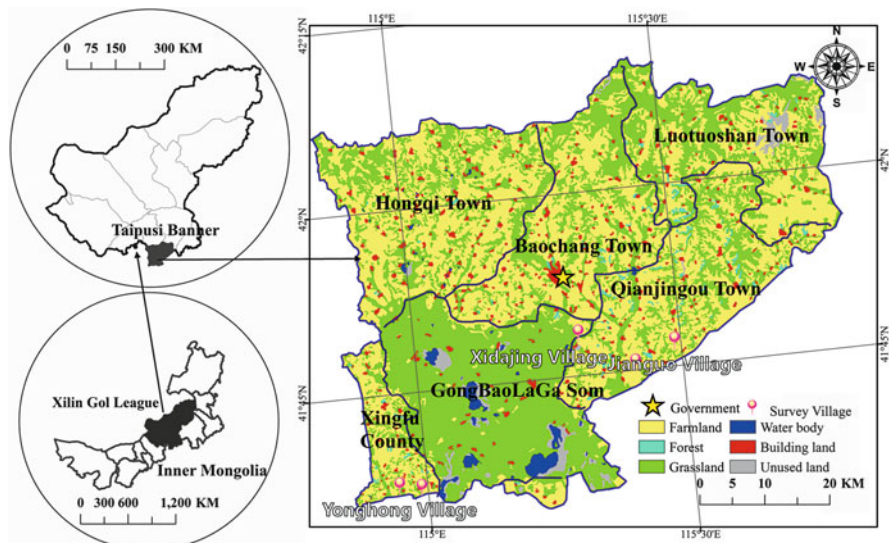 0 75 150 300 KM
Taipusi Banner
Xilin Gol League
Inner Mongolia
0 300 600 1,200 KM
115°E
115°30'E
42°15'N
42°N
42°N
41°45'N
41°45'N
115°E
115°30'E
N
W
E
S
Luotuoshan Town
Hongqi Town
Baochang Town
Qianjingou Town
Xidajing Village
Jianguo Village
GongBaoLaGa Som
Xingfu
County
Yonghong Village
Government
Survey Village
Farmland
Water body
Forest
Building land
Grassland
Unused land
0 5 10 20 KM